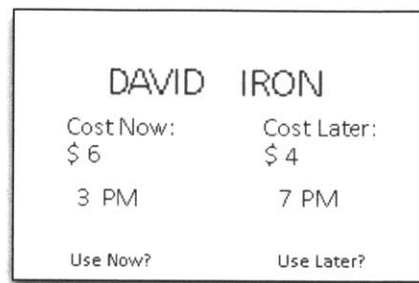 DAVID IRON
Cost Now: Cost Later:
$ 6 $ 4
3 PM 7 PM
Use Now? Use Later?